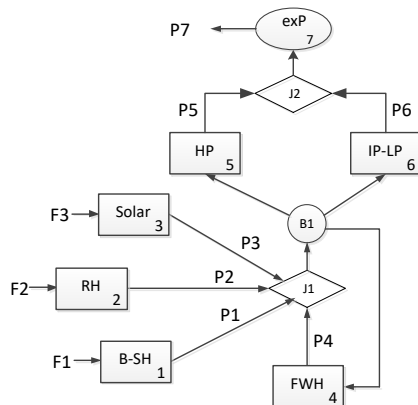 exP
7
P7
J2
P5
P6
HP
5
IP-LP
6
Solar
3
F3
B1
P3
RH
2
F2
P2
J1
P1
P4
B-SH
1
F1
FWH
4